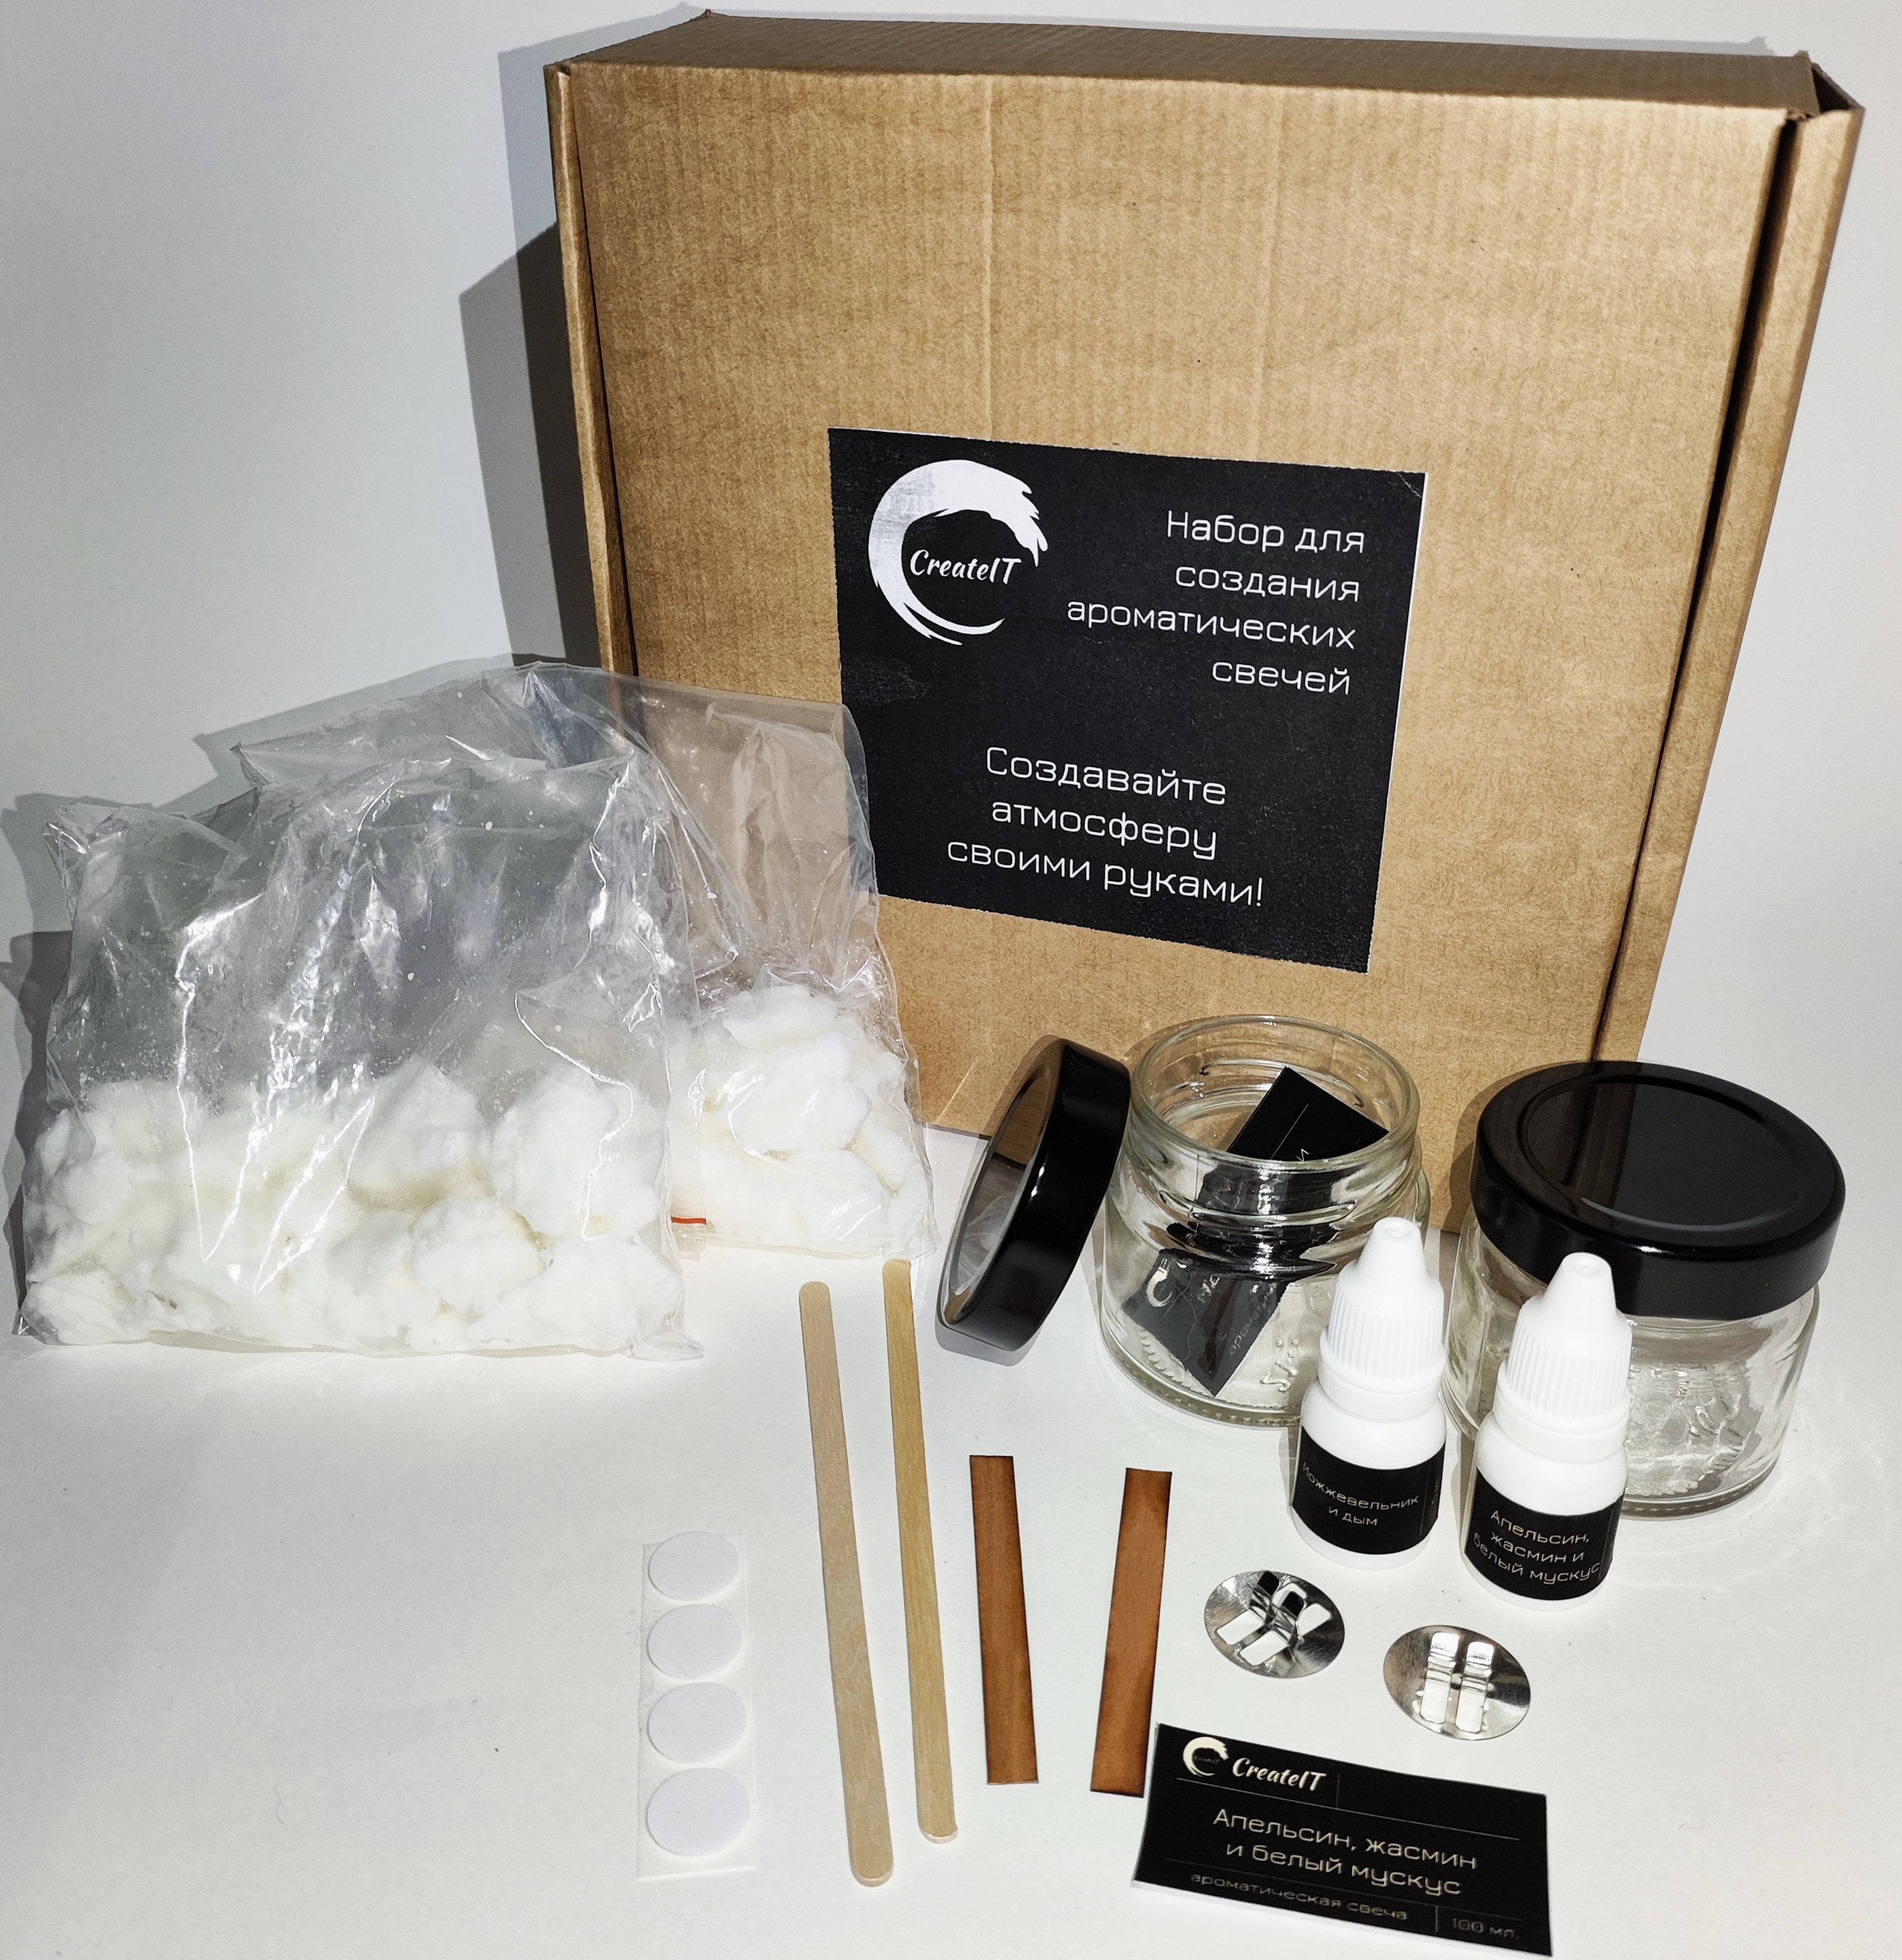 CreateIT
Набор для
создания
ароматических
свечей
Создавайте
атмосферу
своими руками!
и
Можжевельник
и дым
Апельсин,
жасмин и
белый мускус
CreateIT
Апельсин, жасмин
и белый мускус
ароматическая свеча
100 мл.